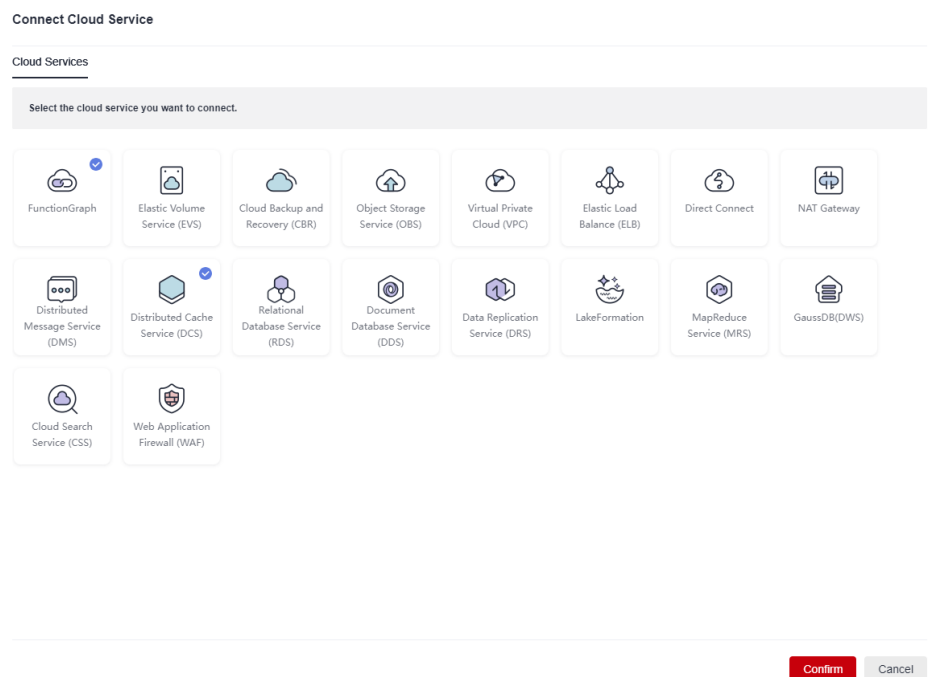 Connect Cloud Service
Cloud Services
Select the cloud service you want to connect.
FunctionGraph
Elastic Volume
Service (EVS)
Cloud Backup and
Recovery (CBR)
Object Storage
Service (OBS)
Virtual Private
Cloud (VPC)
Elastic Load
Balance (ELB)
Direct Connect
NAT Gateway
Distributed
Message Service
(DMS)
Distributed Cache
Service (DCS)
Relational
Database Service
(RDS)
Document
Database Service
(DDS)
Data Replication
Service (DRS)
LakeFormation
MapReduce
Service (MRS)
GaussDB(DWS)
Cloud Search
Service (CSS)
Web Application
Firewall (WAF)
Confirm
Cancel